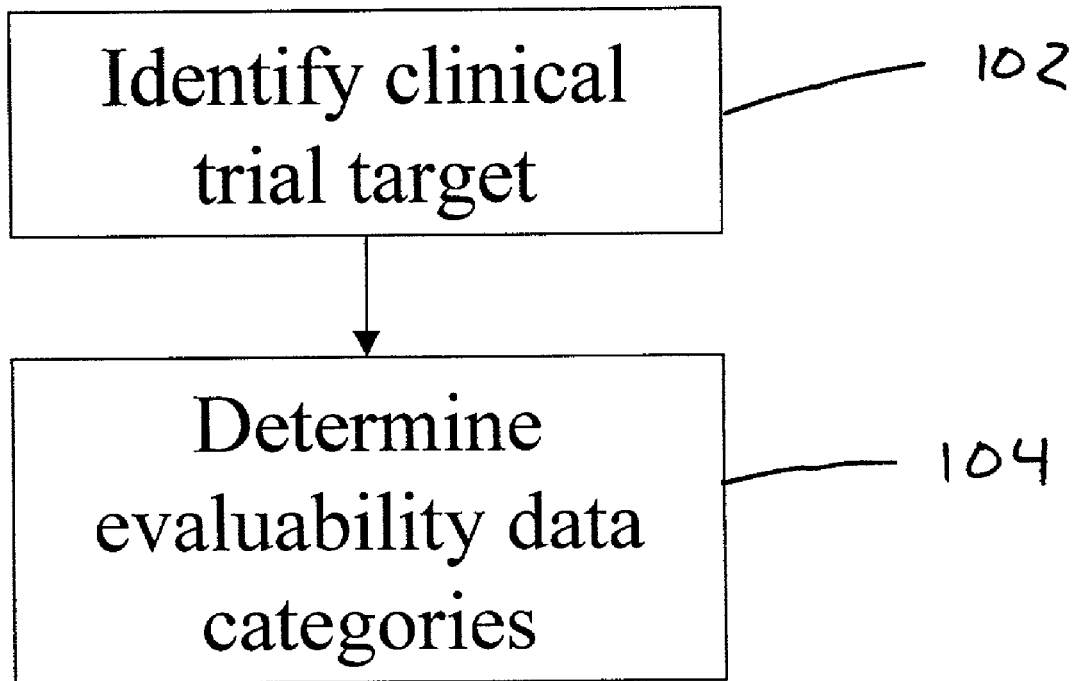 Identify clinical
trial target
102
Determine
evaluability data
categories
104